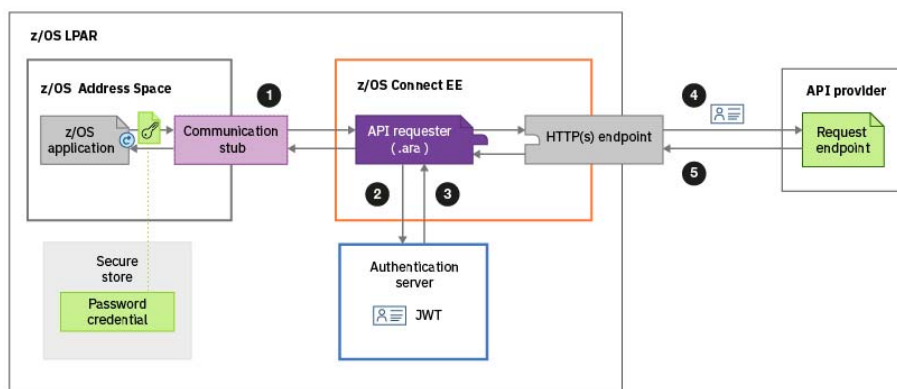 z/OS LPAR
z/OS Address Space
z/OS
application
Communication
stub
1
z/OS Connect EE
API requester
(.ara)
HTTP(s) endpoint
4
5
API provider
Request
endpoint
2
3
Secure
store
Password
credential
Authentication
server
JWT